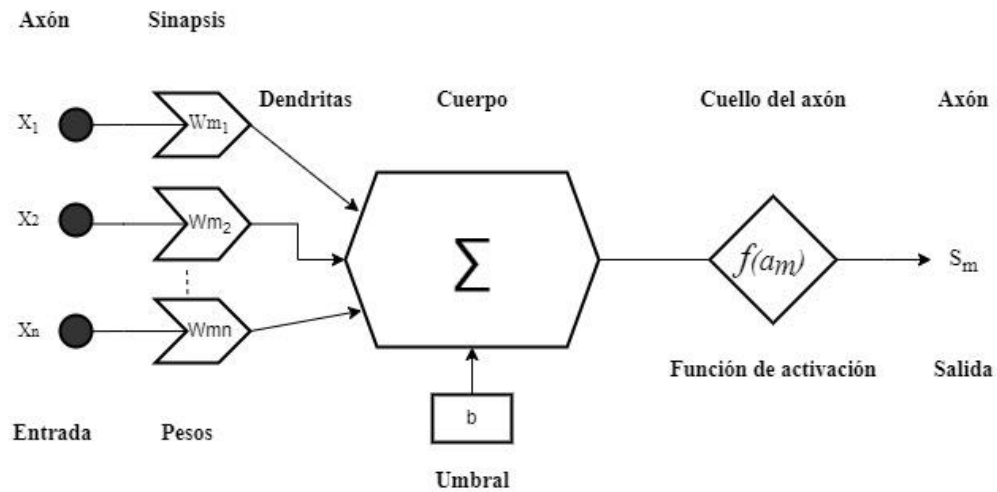 Axón Sinapsis
Dendritas Cuerpo Cuello del axón Axón
X1 Wm1
X2 Wm2
∑ f(am) Sm
Xn Wmn
Función de activación Salida
b
Entrada Pesos
Umbral